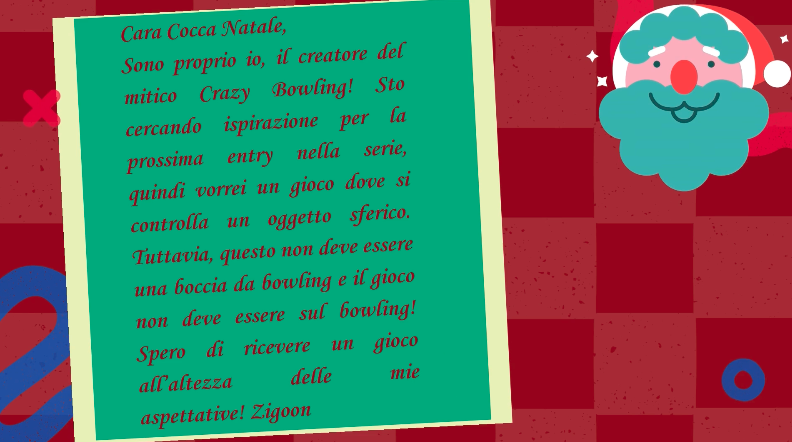 Cara Cocca Natale,
Sono proprio io, il creatore del
mitico Crazy Bowling! Sto
cercando ispirazione per la
prossima entry nella serie,
quindi vorrei un gioco dove si
controlla un oggetto sferico.
Tuttavia, questo non deve essere
una boccia da bowling e il gioco
non deve essere sul bowling!
Spero di ricevere un gioco
all'altezza delle mie
aspettative! Zigoon